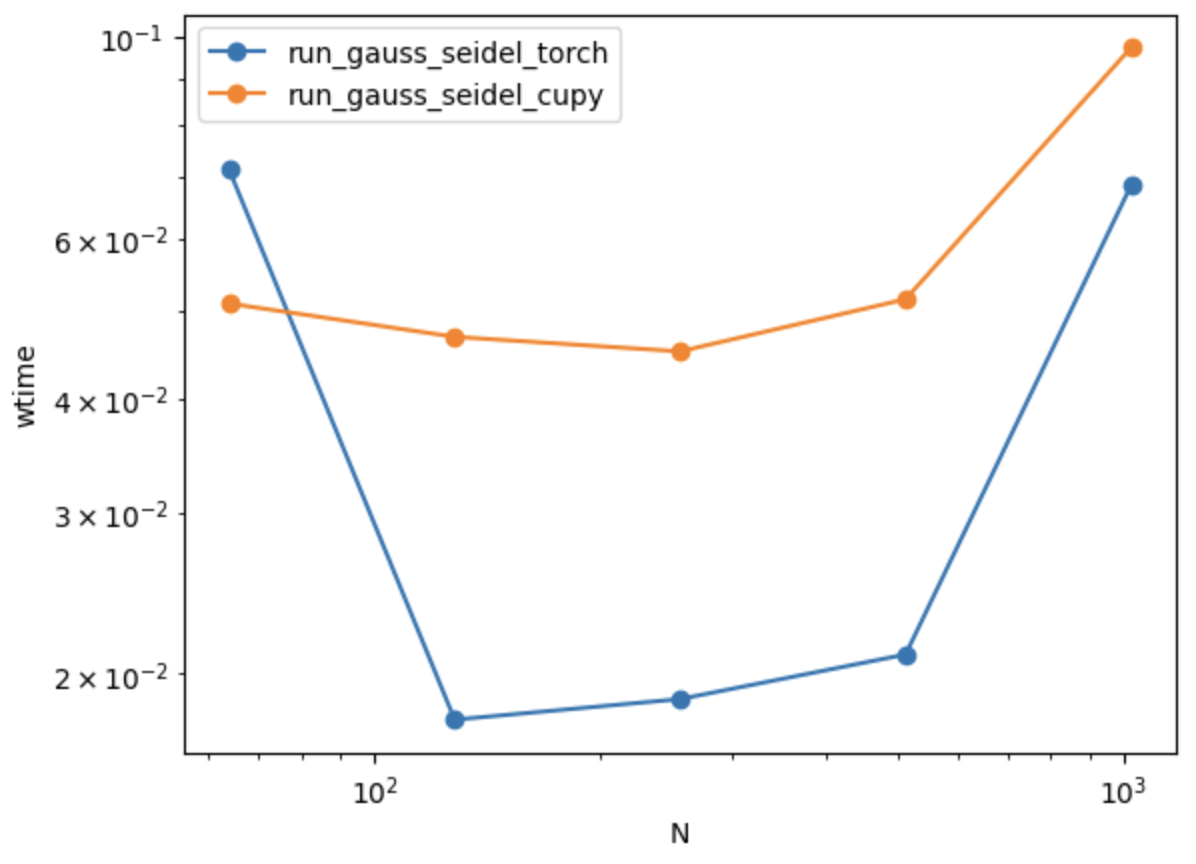 10⁻¹
run_gauss_seidel_torch
run_gauss_seidel_cupy
6 × 10⁻²
4 × 10⁻²
3 × 10⁻²
2 × 10⁻²
wtime
10²
10³
N